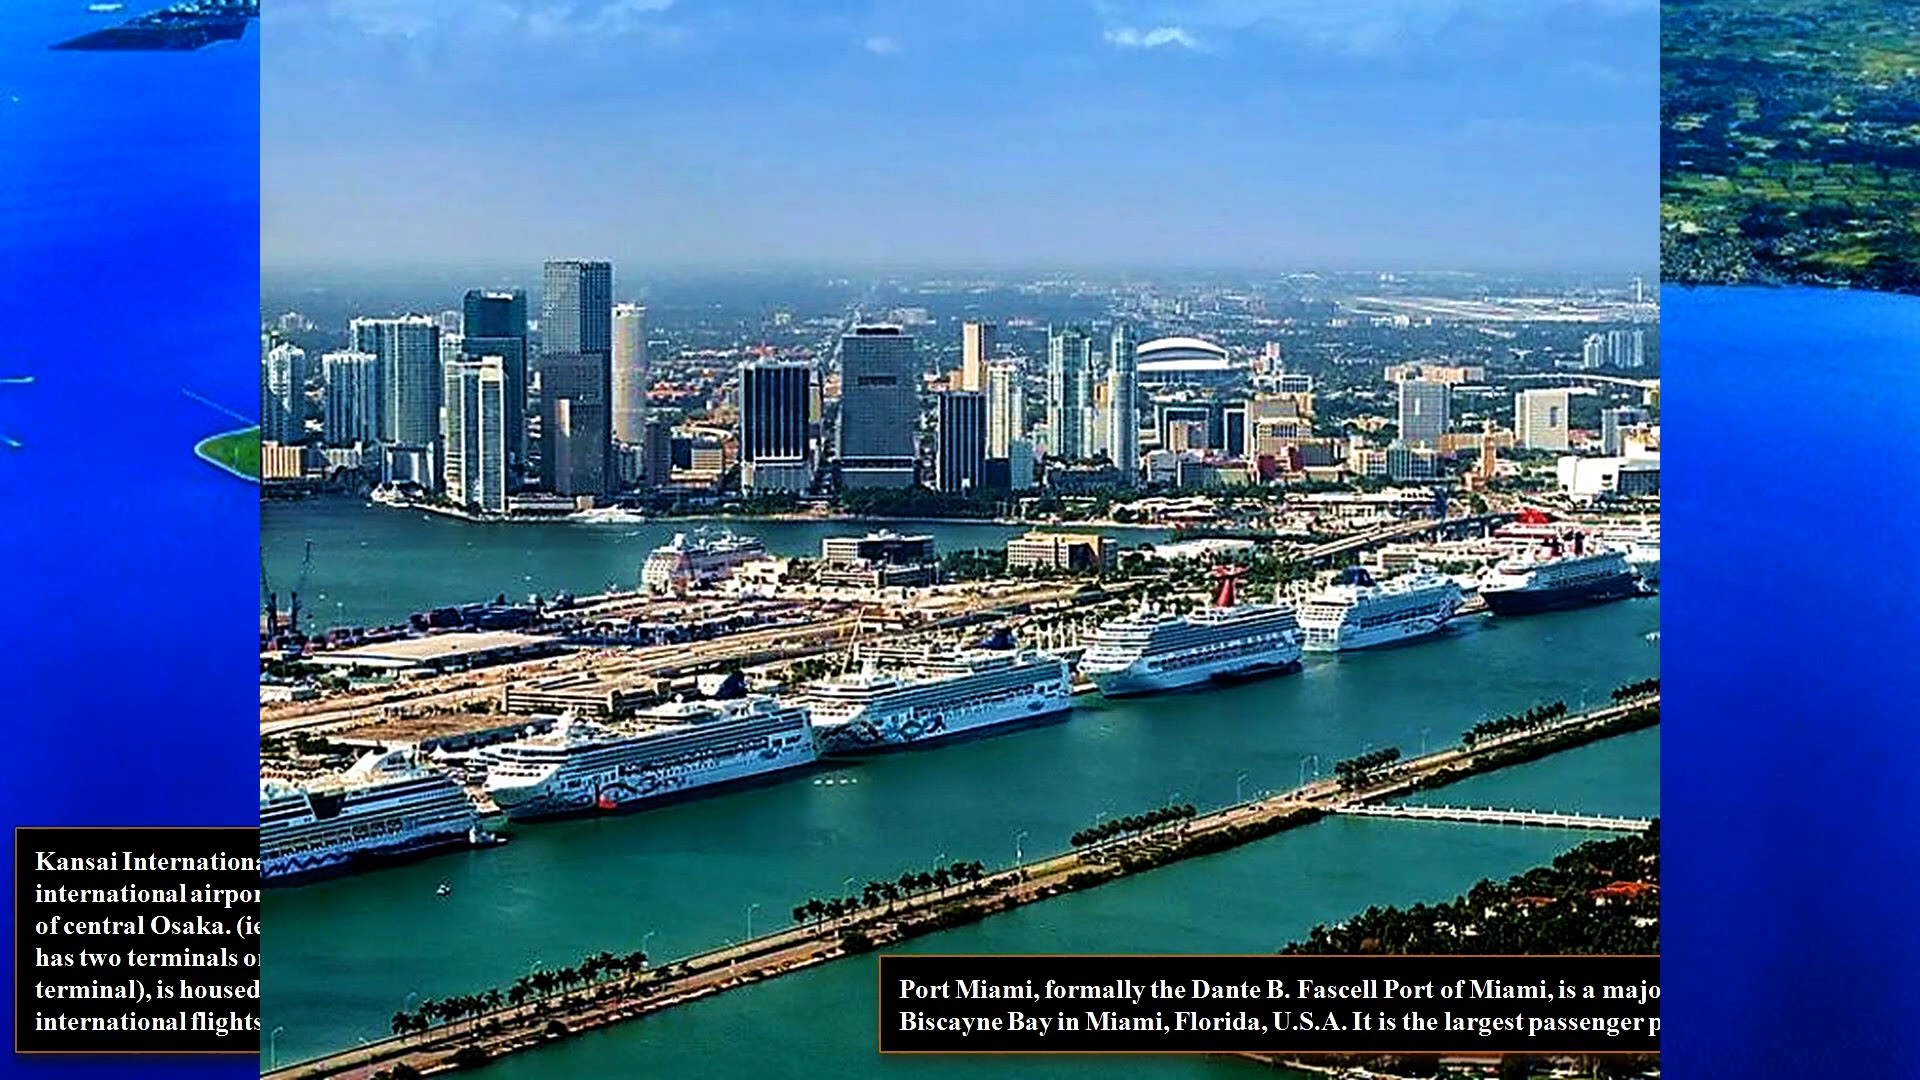 Kansai Internationa
international airpor
of central Osaka. (ie
has two terminals o
terminal), is housed
international flights
Port Miami, formally the Dante B. Fascell Port of Miami, is a majo
Biscayne Bay in Miami, Florida, U.S.A. It is the largest passenger p